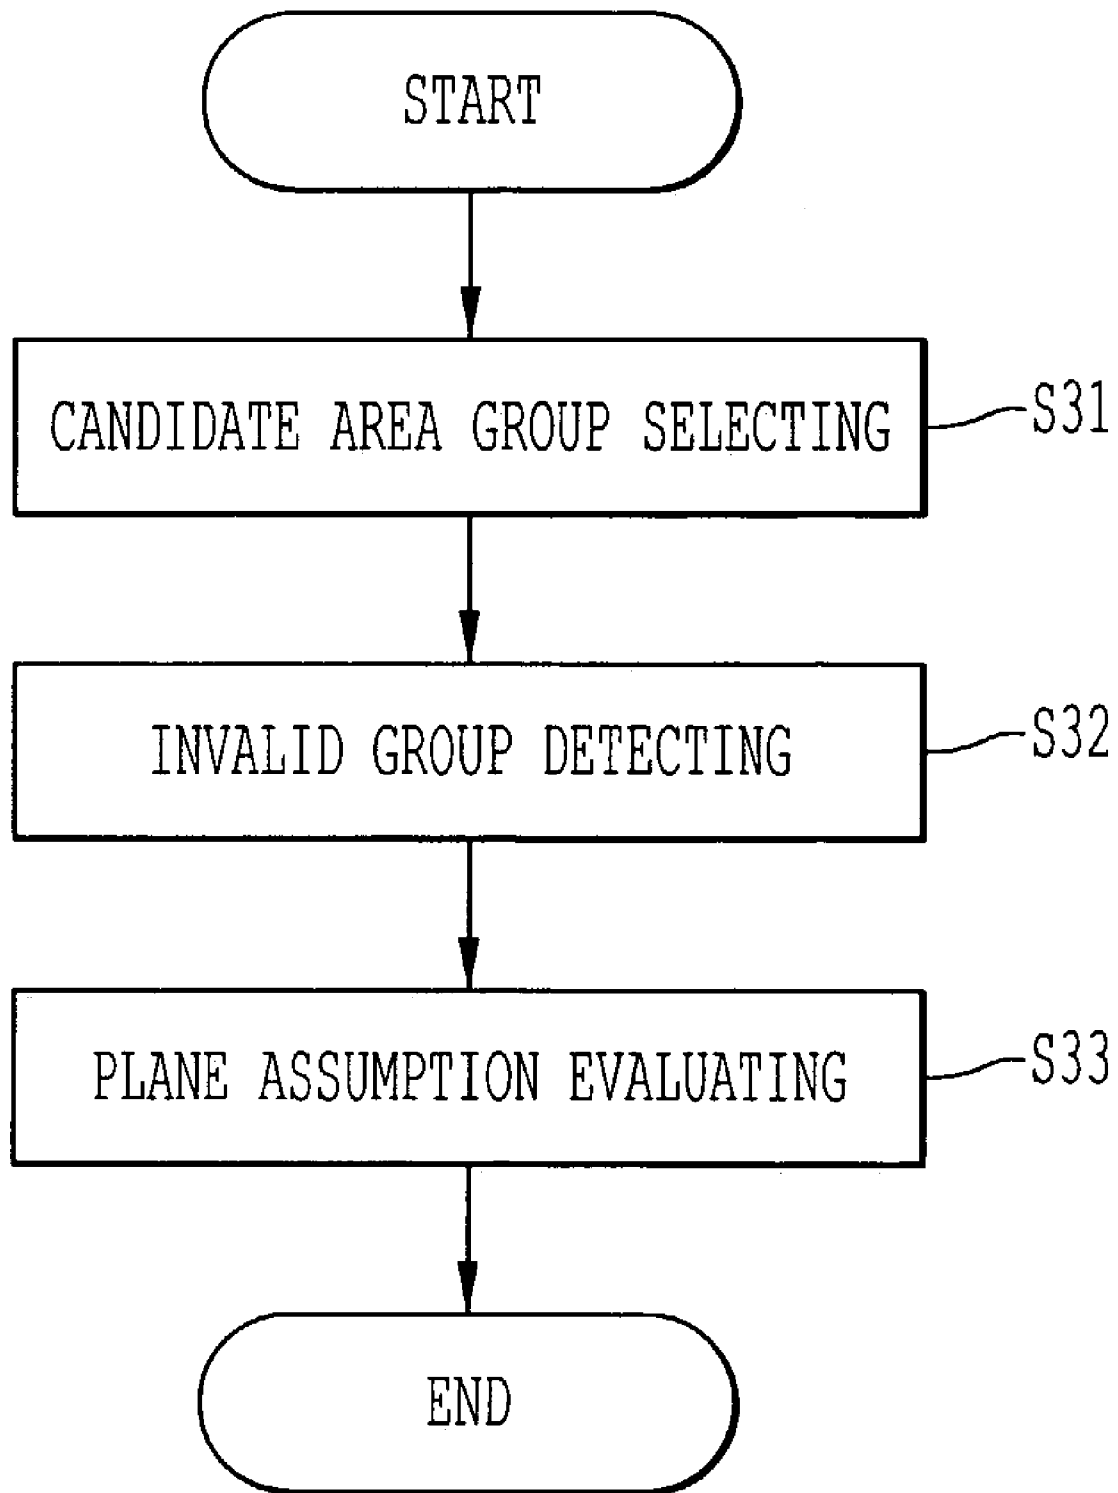 START
CANDIDATE AREA GROUP SELECTING
S31
INVALID GROUP DETECTING
S32
PLANE ASSUMPTION EVALUATING
S33
END